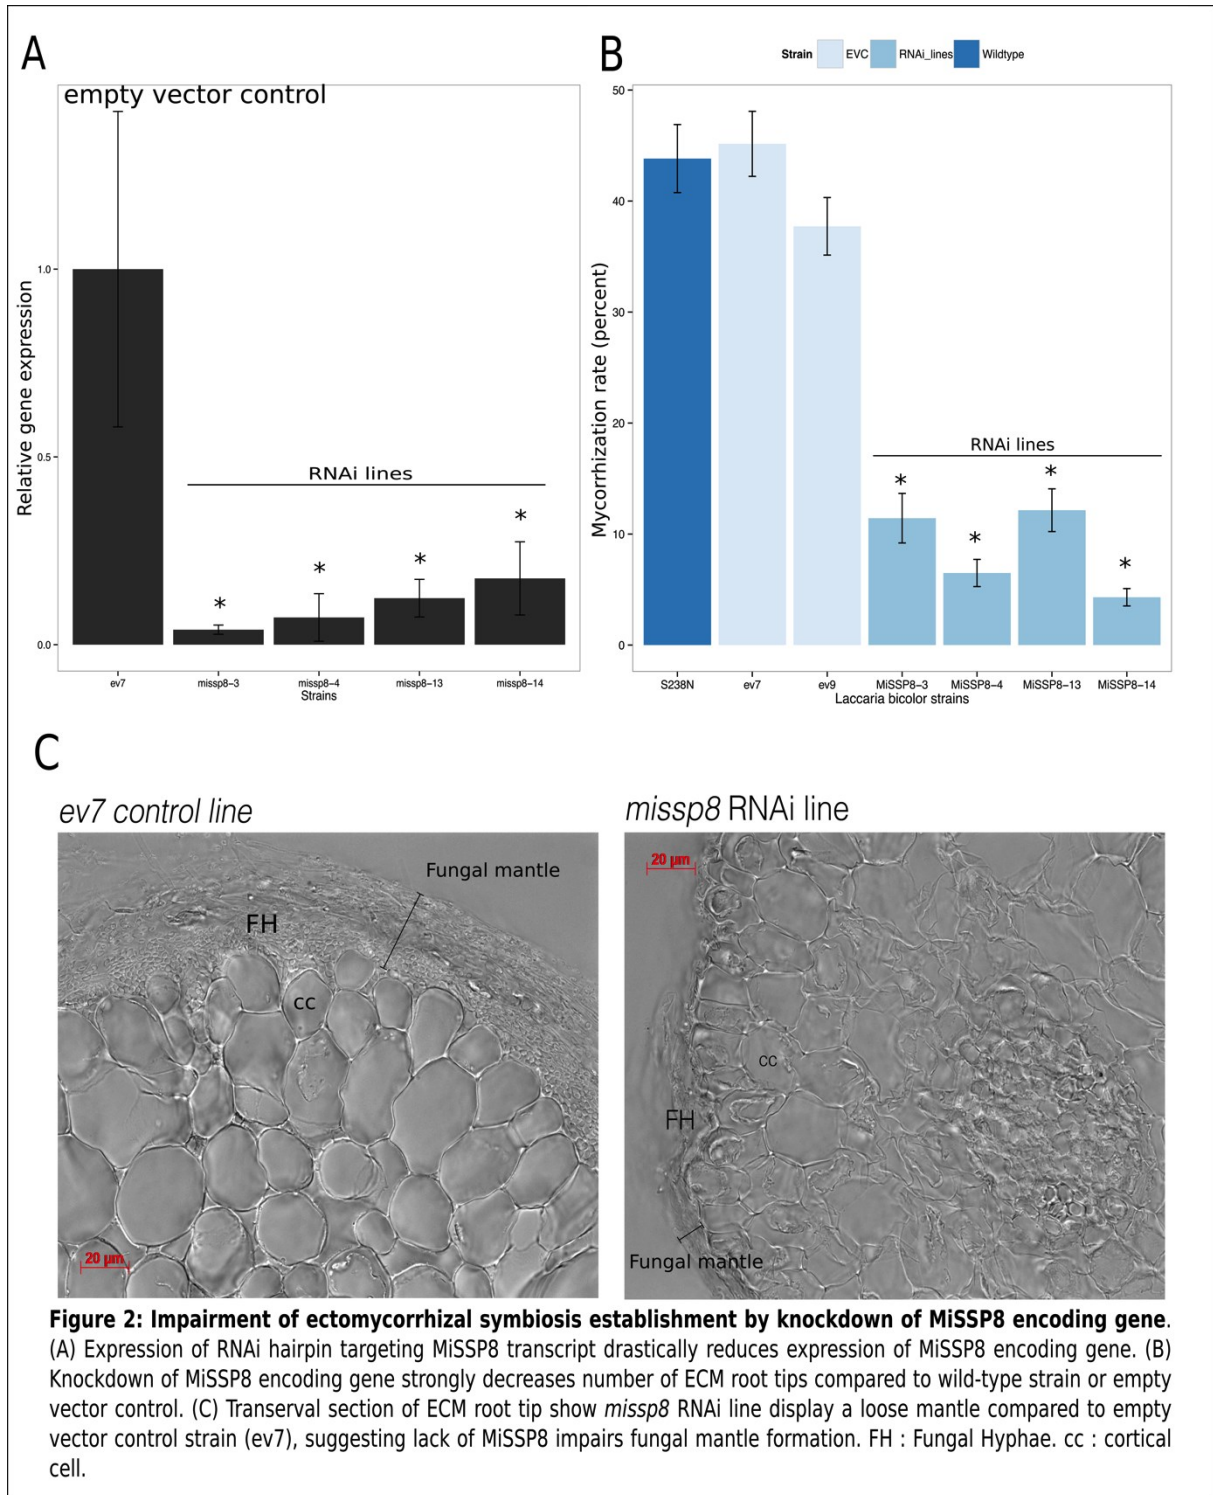 A
empty vector control
Relative gene expression
1.0
0.5
0.0
RNAi lines
*
*
*
*
ev7
missp8-3
missp8-4
missp8-13
missp8-14
Strains
B
Strain EVC RNAi_lines Wildtype
Mycorrhization rate (percent)
50
40
30
20
10
0
RNAi lines
*
*
*
*
S238N
ev7
ev9
MiSSP8-3
MiSSP8-4
MiSSP8-13
MiSSP8-14
Laccaria bicolor strains
C
ev7 control line
Fungal mantle
FH
cc
20 µm
missp8 RNAi line
20 µm
cc
FH
Fungal mantle
Figure 2: Impairment of ectomycorrhizal symbiosis establishment by knockdown of MiSSP8 encoding gene.
(A) Expression of RNAi hairpin targeting MiSSP8 transcript drastically reduces expression of MiSSP8 encoding gene. (B)
Knockdown of MiSSP8 encoding gene strongly decreases number of ECM root tips compared to wild-type strain or empty
vector control. (C) Transerval section of ECM root tip show missp8 RNAi line display a loose mantle compared to empty
vector control strain (ev7), suggesting lack of MiSSP8 impairs fungal mantle formation. FH : Fungal Hyphae. cc : cortical
cell.